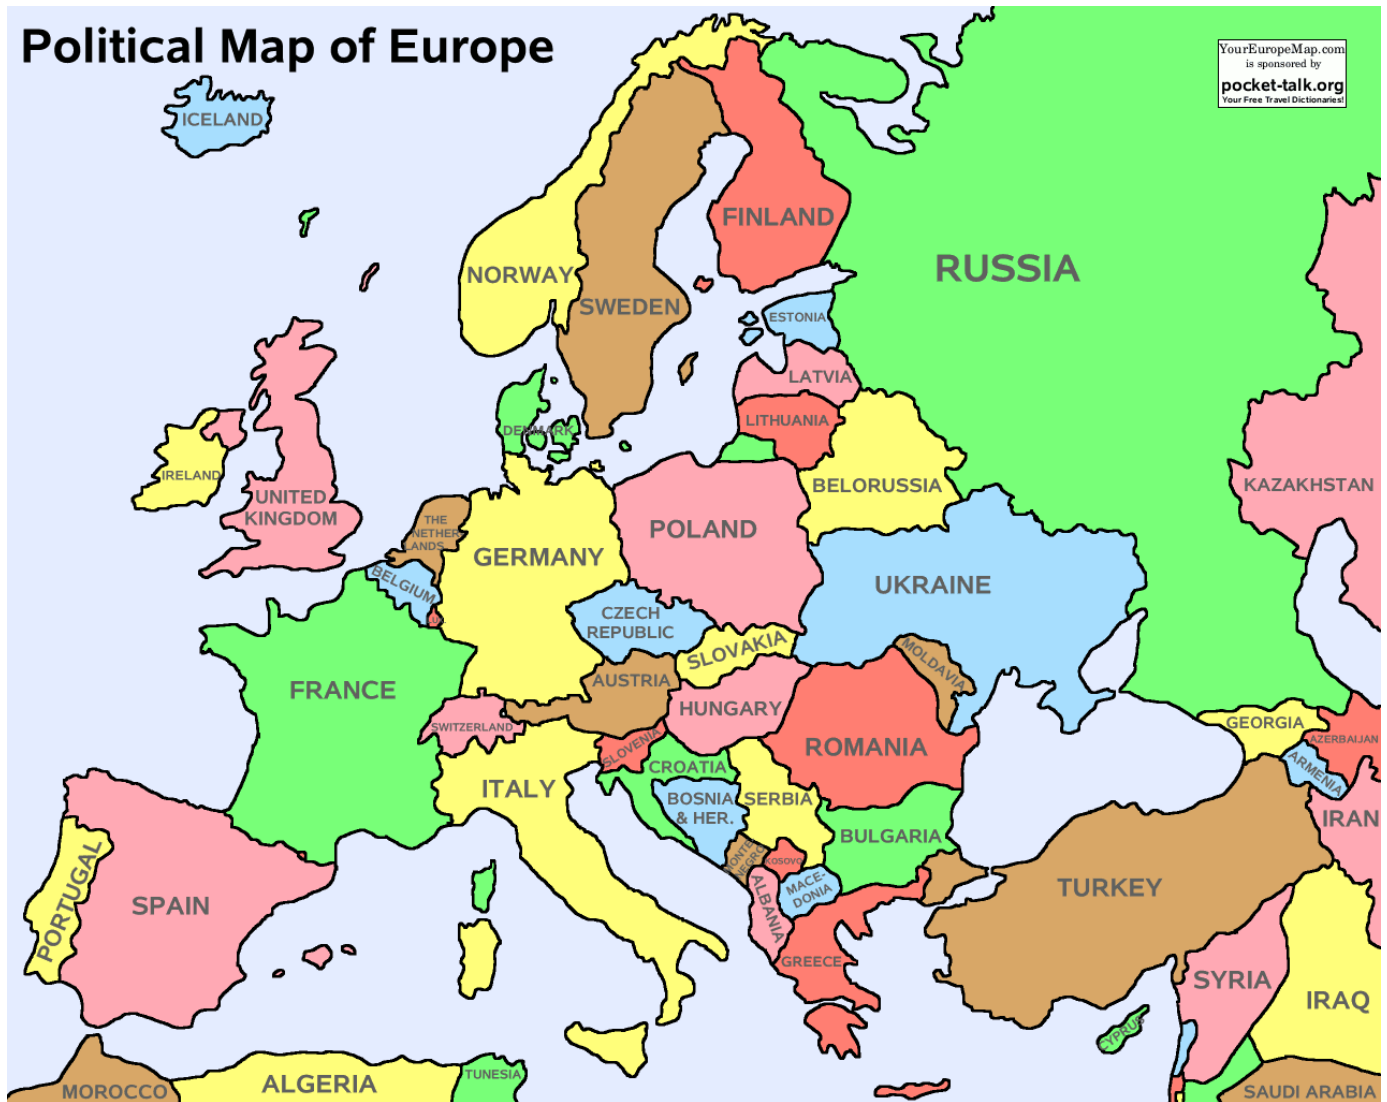 Political Map of Europe
YourEuropeMap.com
is sponsored by
pocket-talk.org
Your Free Travel Dictionaries!
ICELAND
FINLAND
RUSSIA
NORWAY
SWEDEN
ESTONIA
LATVIA
LITHUANIA
DENMARK
IRELAND
UNITED
KINGDOM
BELORUSSIA
KAZAKHSTAN
THE
NETHER-
LANDS
POLAND
GERMANY
BELGIUM
LUX.
UKRAINE
CZECH
REPUBLIC
SLOVAKIA
MOLDAVIA
FRANCE
AUSTRIA
HUNGARY
SWITZERLAND
SLOVENIA
ROMANIA
GEORGIA
AZERBAIJAN
ARMENIA
CROATIA
ITALY
BOSNIA
& HER.
SERBIA
BULGARIA
IRAN
MONTE
NEGRO
KOSOVO
MACE-
DONIA
ALBANIA
TURKEY
PORTUGAL
SPAIN
GREECE
SYRIA
IRAQ
CYPRUS
MOROCCO
ALGERIA
TUNESIA
SAUDI ARABIA